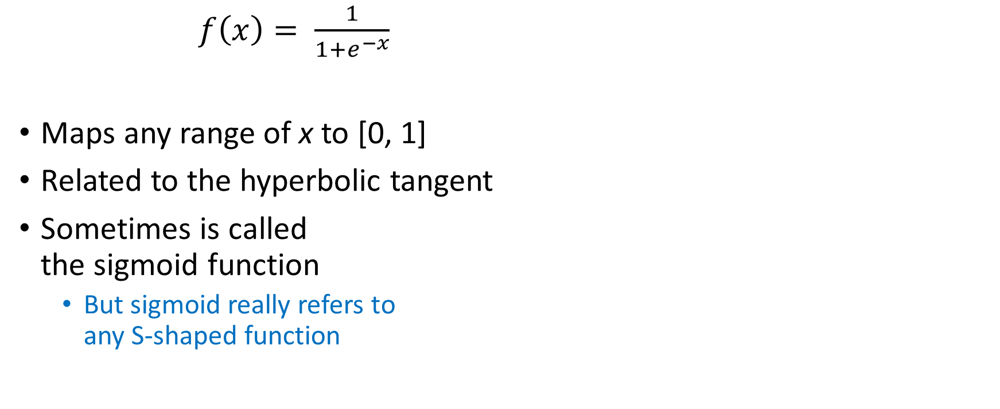 f(x) = 1/(1+e^−x)
• Maps any range of x to [0, 1]
• Related to the hyperbolic tangent
• Sometimes is called
the sigmoid function
• But sigmoid really refers to
any S-shaped function